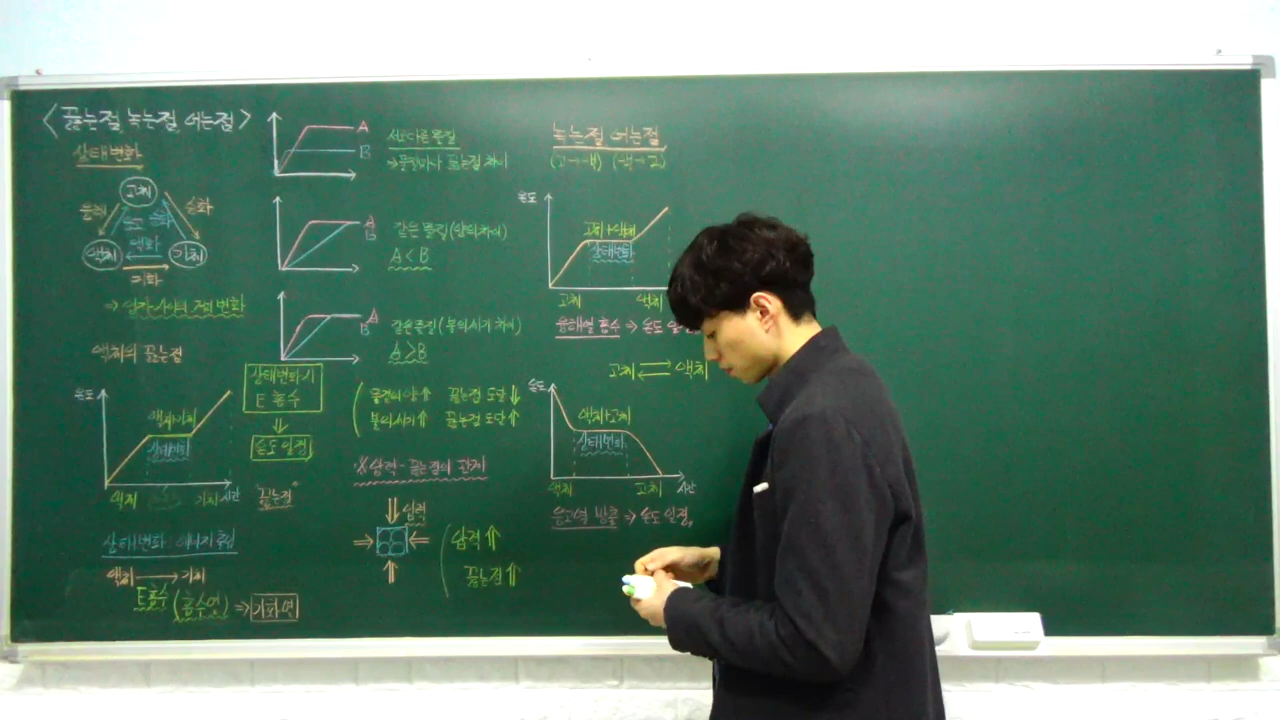 <끓는점, 녹는점, 어는점>
상태변화
고체
융해
응고
승화
승화
액체
액화
기체
기화
→ 입자 사이의 거리 변화
액체의 끓는점
온도
액체+기체
상태변화
액체
기체
시간
상태변화시
E 흡수
⇓
온도 일정
"끓는점"
상태변화 : 에너지 출입
액체 → 기체
E흡수 (흡수면) ⇒ 기화면
A
B
서로다른 물질
→물질마다 끓는점 차이
A
B
같은 물질 (양의 차이)
A < B
A
B
같은물질 (불의 세기 차이)
A > B
물질의 양⇑ 끓는점 도달⇓
불의 세기⇑ 끓는점 도달⇑
※압력-끓는점의 관계
압력
압력⇑
끓는점⇑
녹는점 어는점
(고→액) (액→고)
온도
고체+액체
상태변화
고체
액체
융해열 흡수 ⇒ 온도 일정
고체 ⇄ 액체
온도
액체+고체
상태변화
액체
고체
시간
응고열 방출 ⇒ 온도 일정